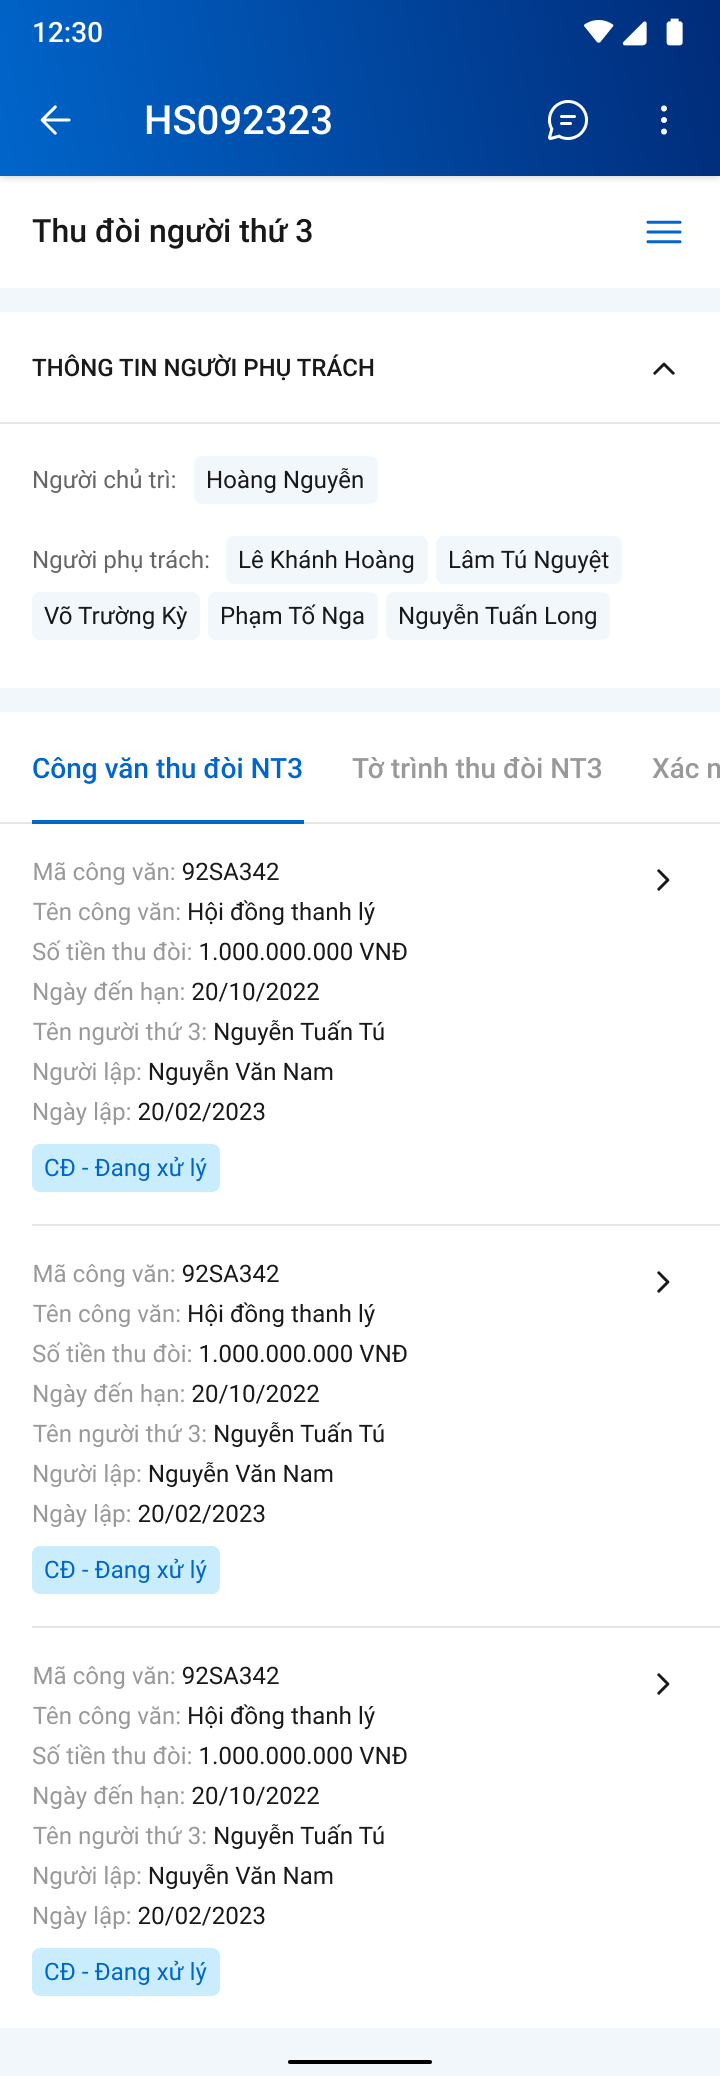 12:30
HS092323
Thu đòi người thứ 3
THÔNG TIN NGƯỜI PHỤ TRÁCH
Người chủ trì: Hoàng Nguyễn
Người phụ trách: Lê Khánh Hoàng Lâm Tú Nguyệt
Võ Trường Kỳ Phạm Tố Nga Nguyễn Tuấn Long
Công văn thu đòi NT3 Tờ trình thu đòi NT3 Xác
Mã công văn: 92SA342
Tên công văn: Hội đồng thanh lý
Số tiền thu đòi: 1.000.000.000 VNĐ
Ngày đến hạn: 20/10/2022
Tên người thứ 3: Nguyễn Tuấn Tú
Người lập: Nguyễn Văn Nam
Ngày lập: 20/02/2023
CĐ - Đang xử lý
Mã công văn: 92SA342
Tên công văn: Hội đồng thanh lý
Số tiền thu đòi: 1.000.000.000 VNĐ
Ngày đến hạn: 20/10/2022
Tên người thứ 3: Nguyễn Tuấn Tú
Người lập: Nguyễn Văn Nam
Ngày lập: 20/02/2023
CĐ - Đang xử lý
Mã công văn: 92SA342
Tên công văn: Hội đồng thanh lý
Số tiền thu đòi: 1.000.000.000 VNĐ
Ngày đến hạn: 20/10/2022
Tên người thứ 3: Nguyễn Tuấn Tú
Người lập: Nguyễn Văn Nam
Ngày lập: 20/02/2023
CĐ - Đang xử lý